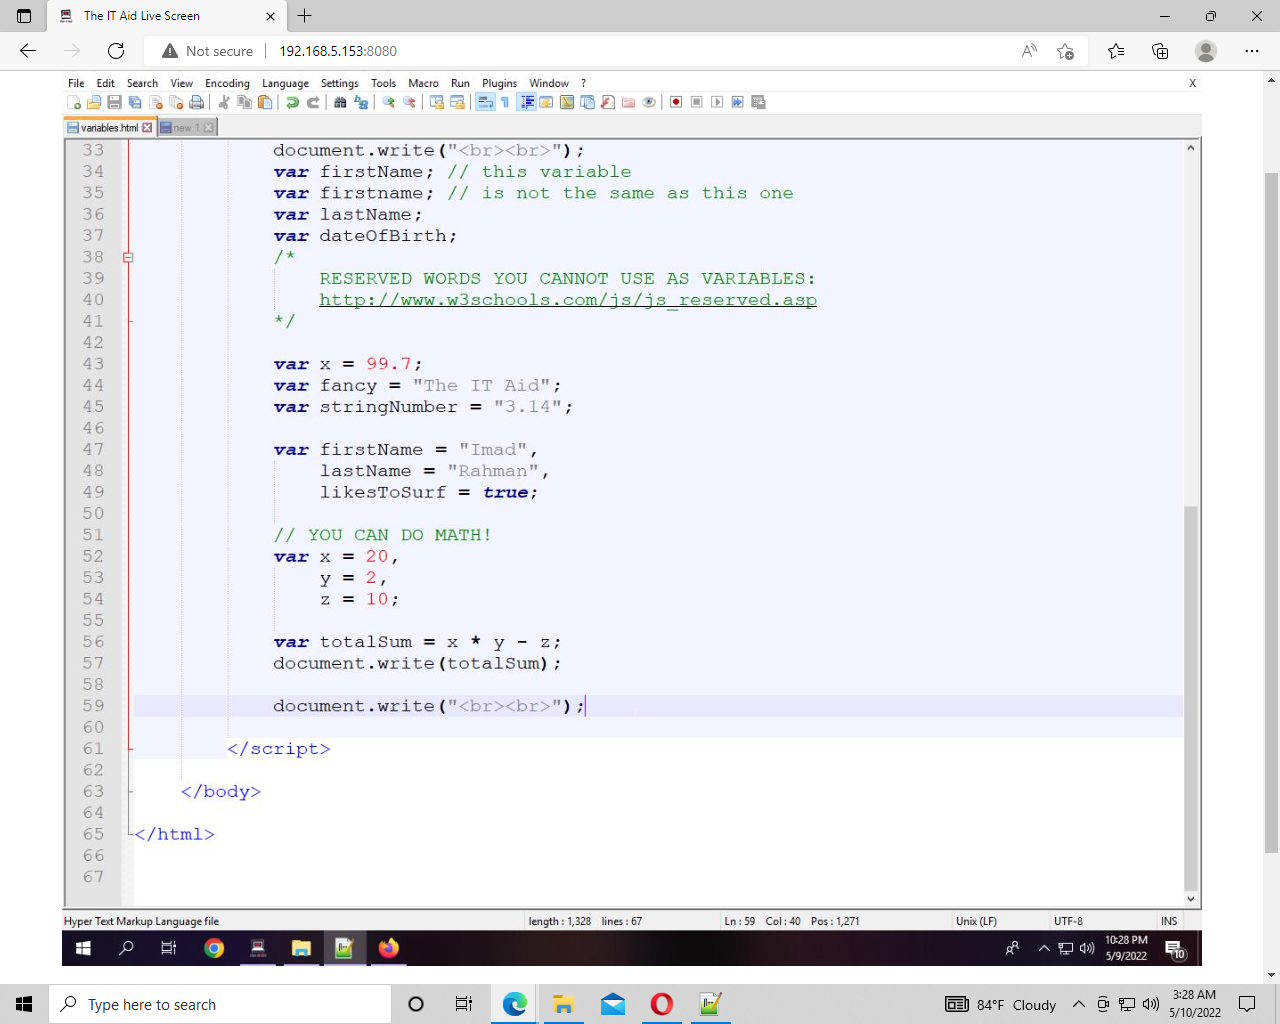 The IT Aid Live Screen
Not secure 192.168.5.153:8080
File Edit Search View Encoding Language Settings Tools Macro Run Plugins Window ? X
variables.html new 1
33 document.write("<br><br>");
34 var firstName; // this variable
35 var firstname; // is not the same as this one
36 var lastName;
37 var dateOfBirth;
38 /*
39 RESERVED WORDS YOU CANNOT USE AS VARIABLES:
40 http://www.w3schools.com/js/js_reserved.asp
41 */
42
43 var x = 99.7;
44 var fancy = "The IT Aid";
45 var stringNumber = "3.14";
46
47 var firstName = "Imad",
48 lastName = "Rahman",
49 likesToSurf = true;
50
51 // YOU CAN DO MATH!
52 var x = 20,
53 y = 2,
54 z = 10;
55
56 var totalSum = x * y - z;
57 document.write(totalSum);
58
59 document.write("<br><br>");
60
61 </script>
62
63 </body>
64
65 </html>
66
67
Hyper Text Markup Language file length : 1,328 lines : 67 Ln : 59 Col : 40 Pos : 1,271 Unix (LF) UTF-8 INS
10:28 PM
5/9/2022
10
Type here to search 84°F Cloudy 3:28 AM
5/10/2022